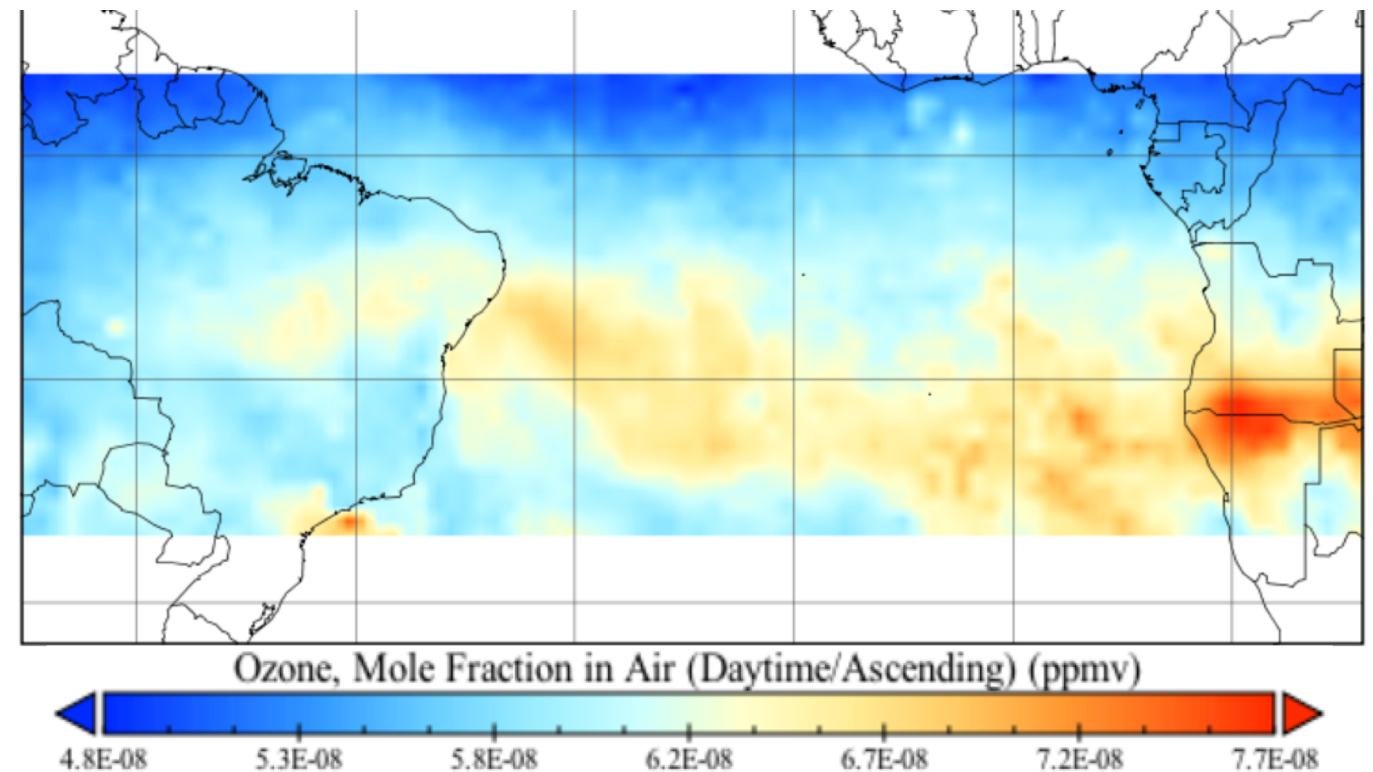 Ozone, Mole Fraction in Air (Daytime/Ascending) (ppmv)
4.8E-08 5.3E-08 5.8E-08 6.2E-08 6.7E-08 7.2E-08 7.7E-08